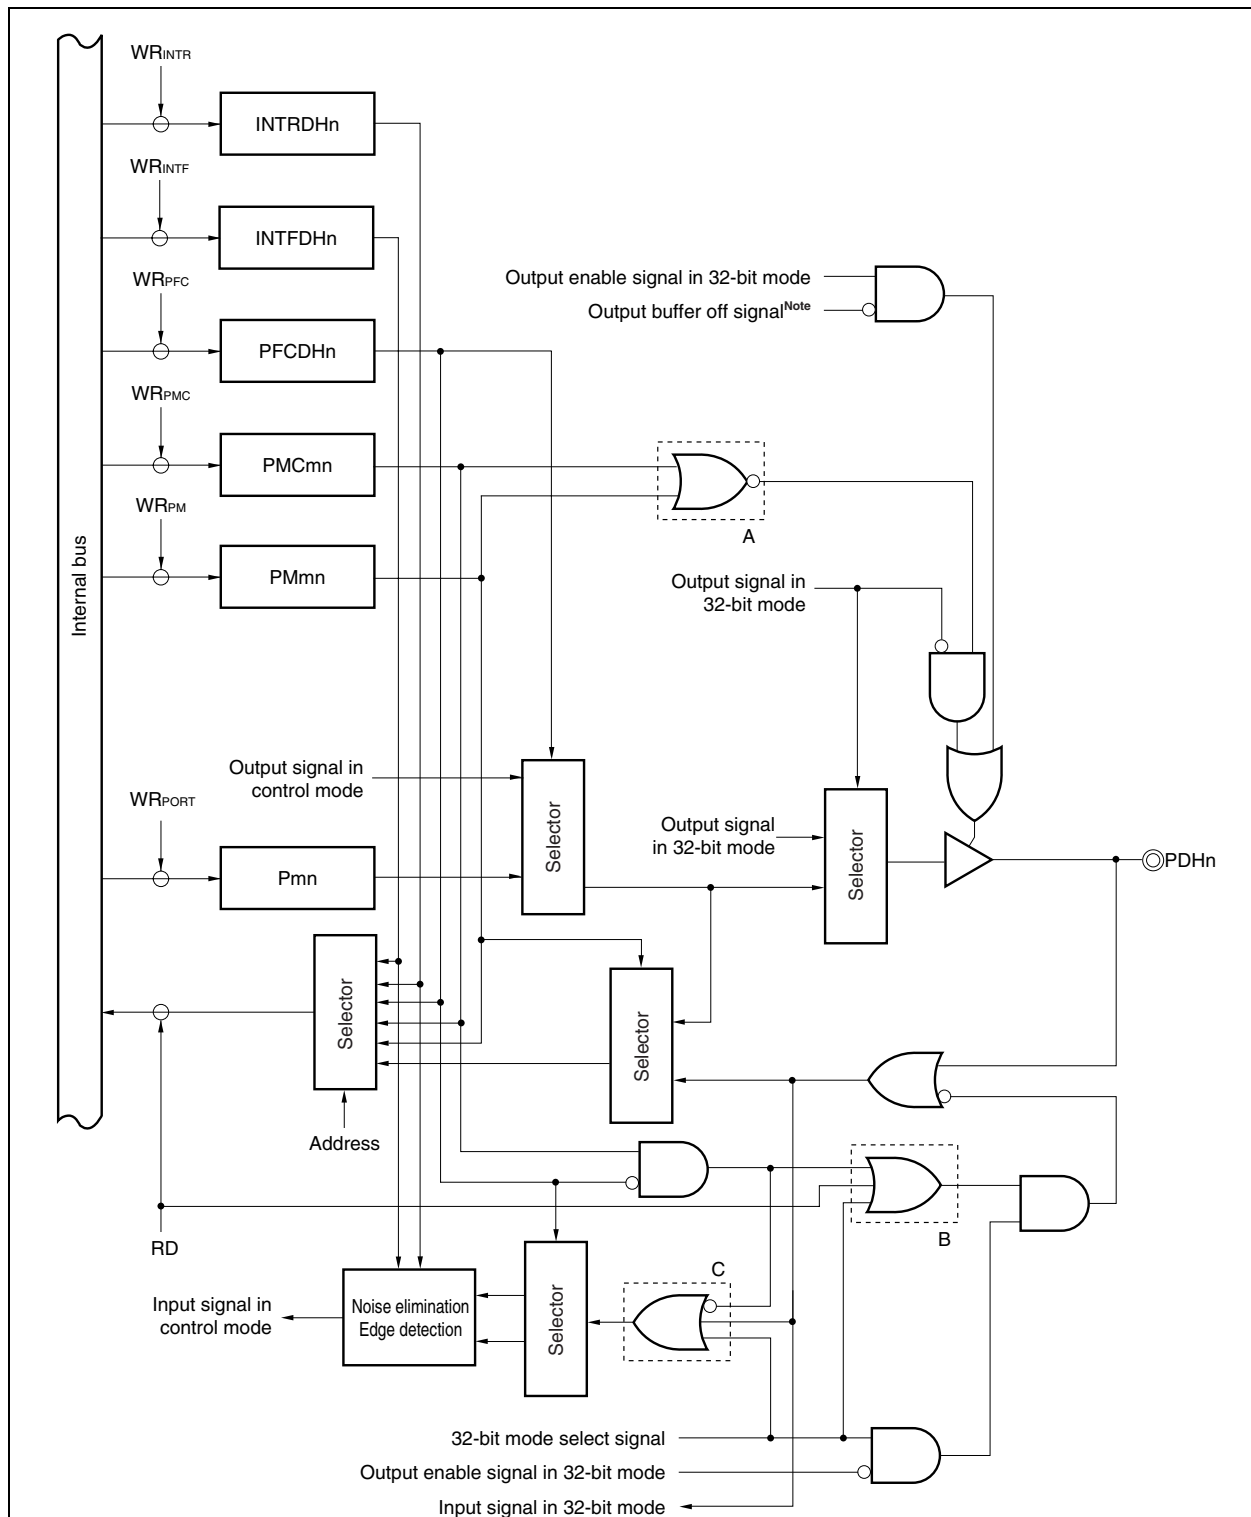 WRINTR
INTRDHn
WRINTF
INTFDHn
Output enable signal in 32-bit mode
Output buffer off signalNote
WRPFC
PFCDHn
WRPMC
PMCmn
A
WRPM
PMmn
Internal bus
Output signal in
32-bit mode
Output signal in
control mode
Selector
WRPORT
Pmn
Output signal
in 32-bit mode
Selector
PDHn
Selector
Selector
Address
B
RD
C
Input signal in
control mode
Noise elimination
Edge detection
Selector
32-bit mode select signal
Output enable signal in 32-bit mode
Input signal in 32-bit mode